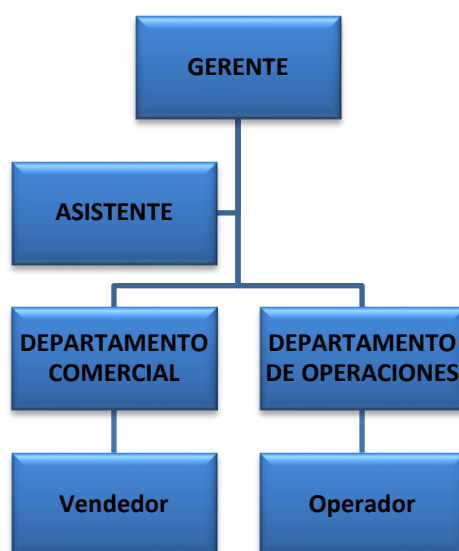 GERENTE
ASISTENTE
DEPARTAMENTO
COMERCIAL
DEPARTAMENTO
DE OPERACIONES
Vendedor
Operador